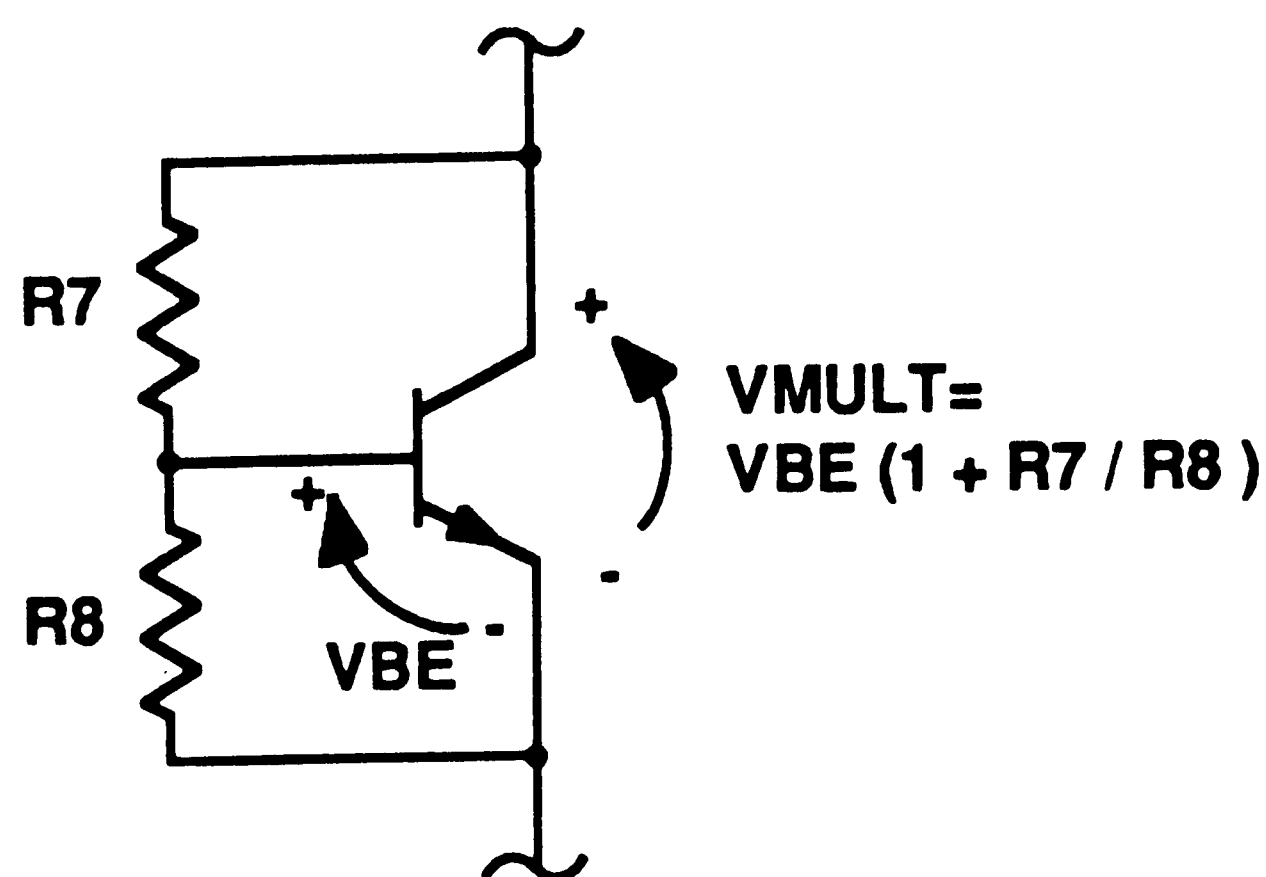 R7
+
VMULT=
VBE (1 + R7 / R8 )
+
-
R8
-
VBE